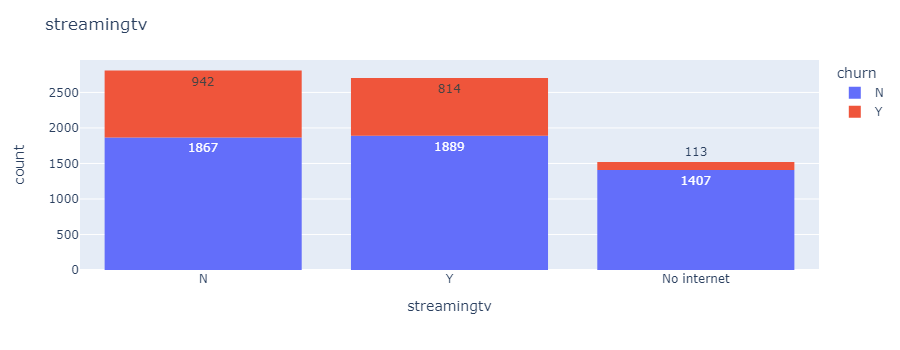 streamingtv
churn
N
Y
count
2500
2000
1500
1000
500
0
942
814
113
1867
1889
1407
N Y No internet
streamingtv